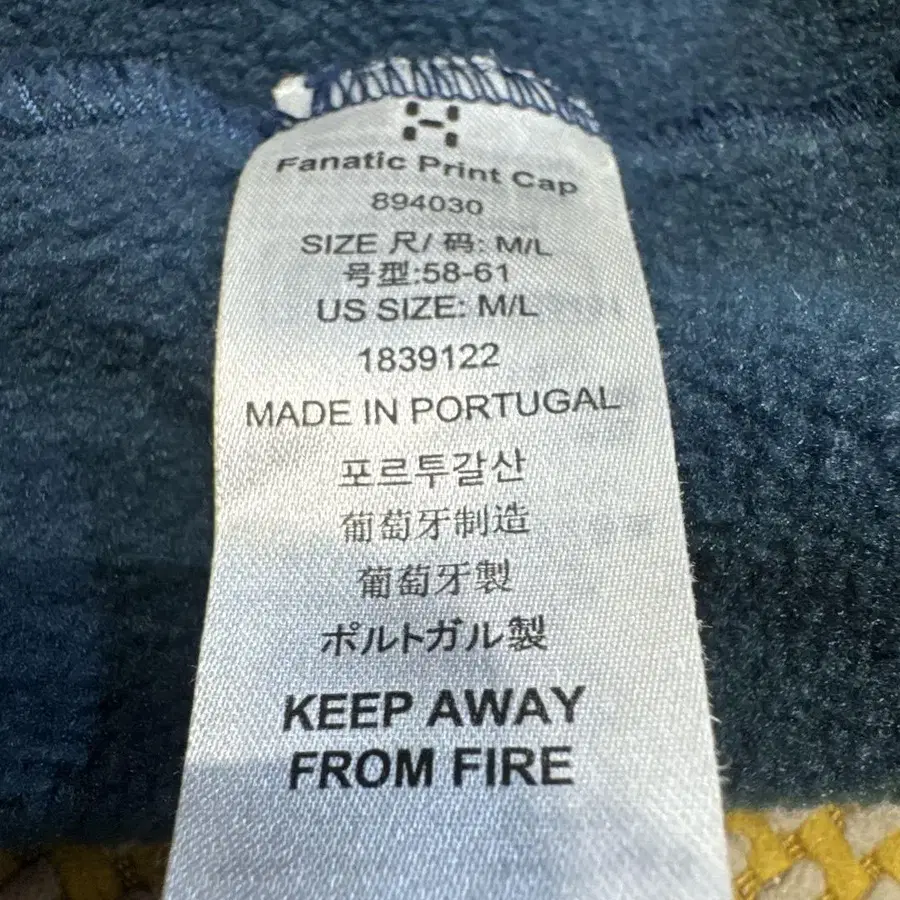 Fanatic Print Cap
894030
SIZE 尺/ 码: M/L
号型:58-61
US SIZE: M/L
1839122
MADE IN PORTUGAL
포르투갈산
葡萄牙制造
葡萄牙製
ポルトガル製
KEEP AWAY
FROM FIRE